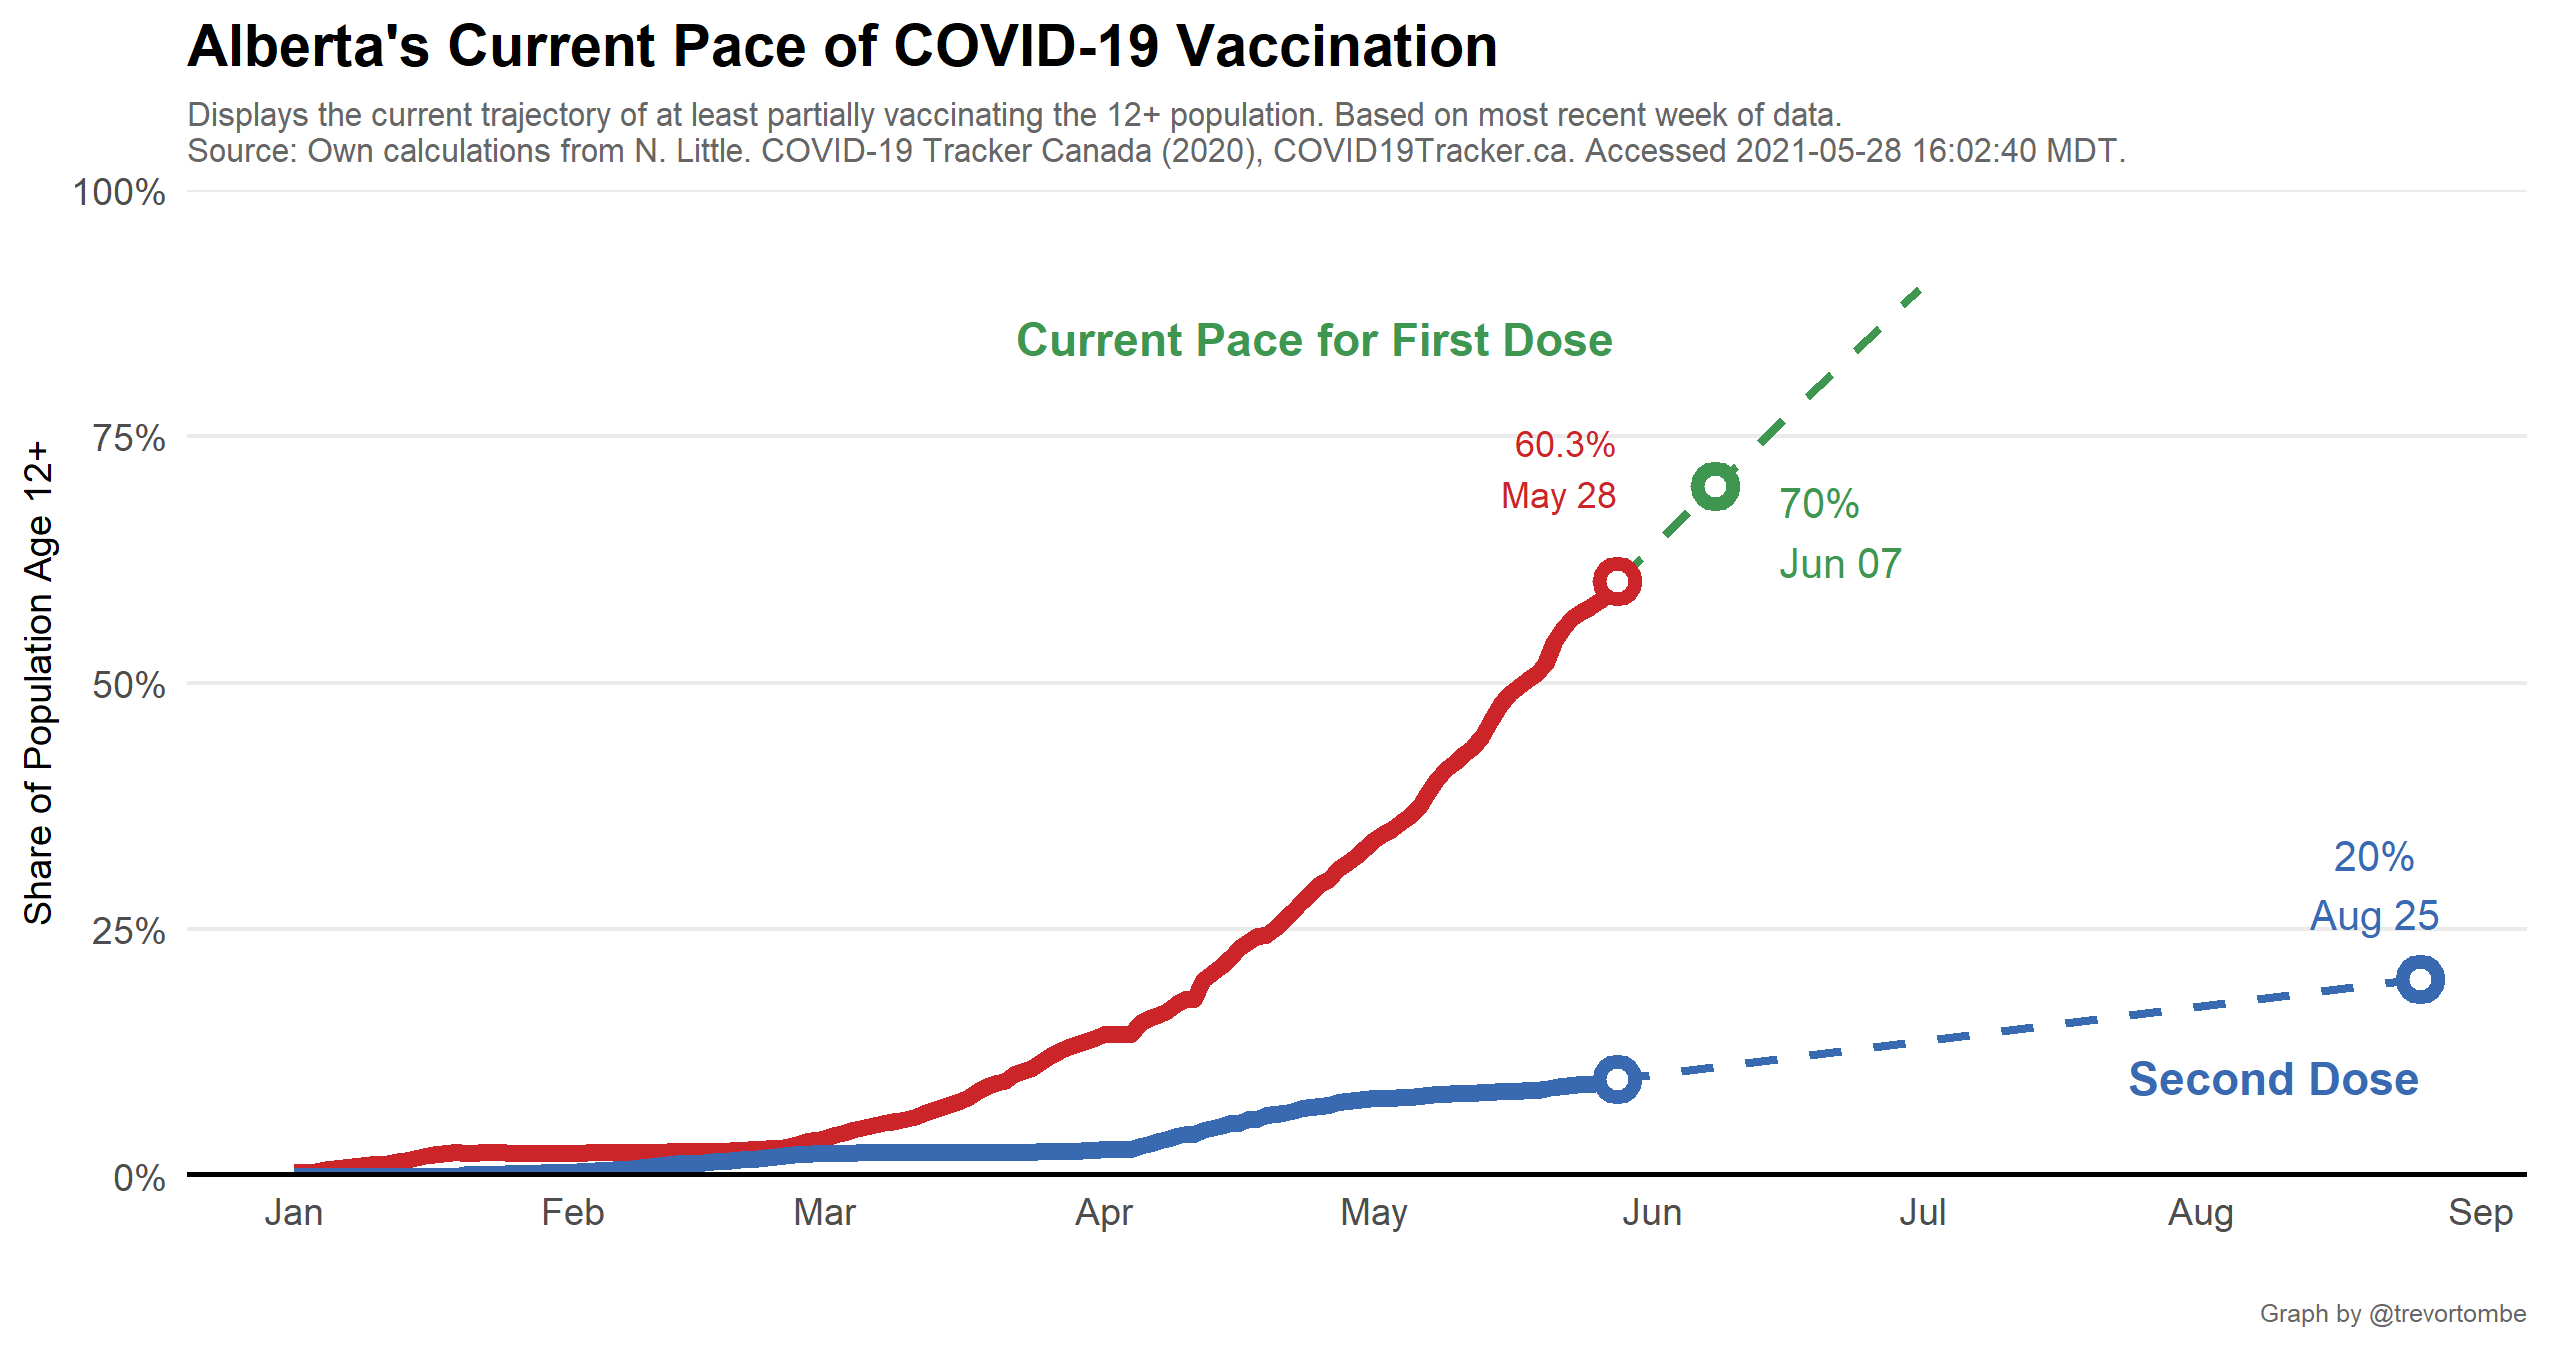 Alberta's Current Pace of COVID-19 Vaccination
Displays the current trajectory of at least partially vaccinating the 12+ population. Based on most recent week of data.
Source: Own calculations from N. Little. COVID-19 Tracker Canada (2020), COVID19Tracker.ca. Accessed 2021-05-28 16:02:40 MDT.
Share of Population Age 12+
100%
75%
50%
25%
0%
Current Pace for First Dose
60.3%
May 28
70%
Jun 07
20%
Aug 25
Second Dose
Jan Feb Mar Apr May Jun Jul Aug Sep
Graph by @trevortombe